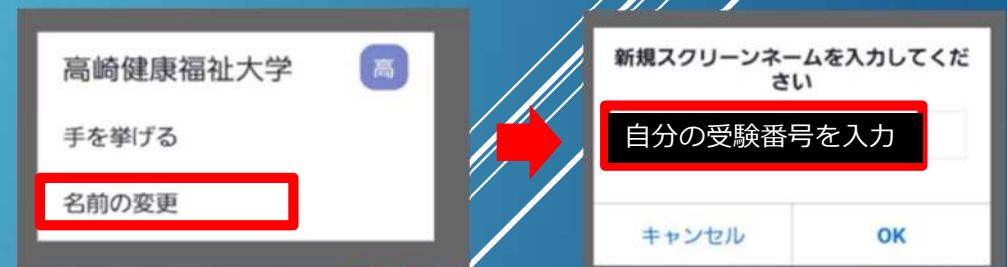 高崎健康福祉大学
高
手を挙げる
名前の変更
新規スクリーンネームを入力してくだ
さい
自分の受験番号を入力
キャンセル
OK